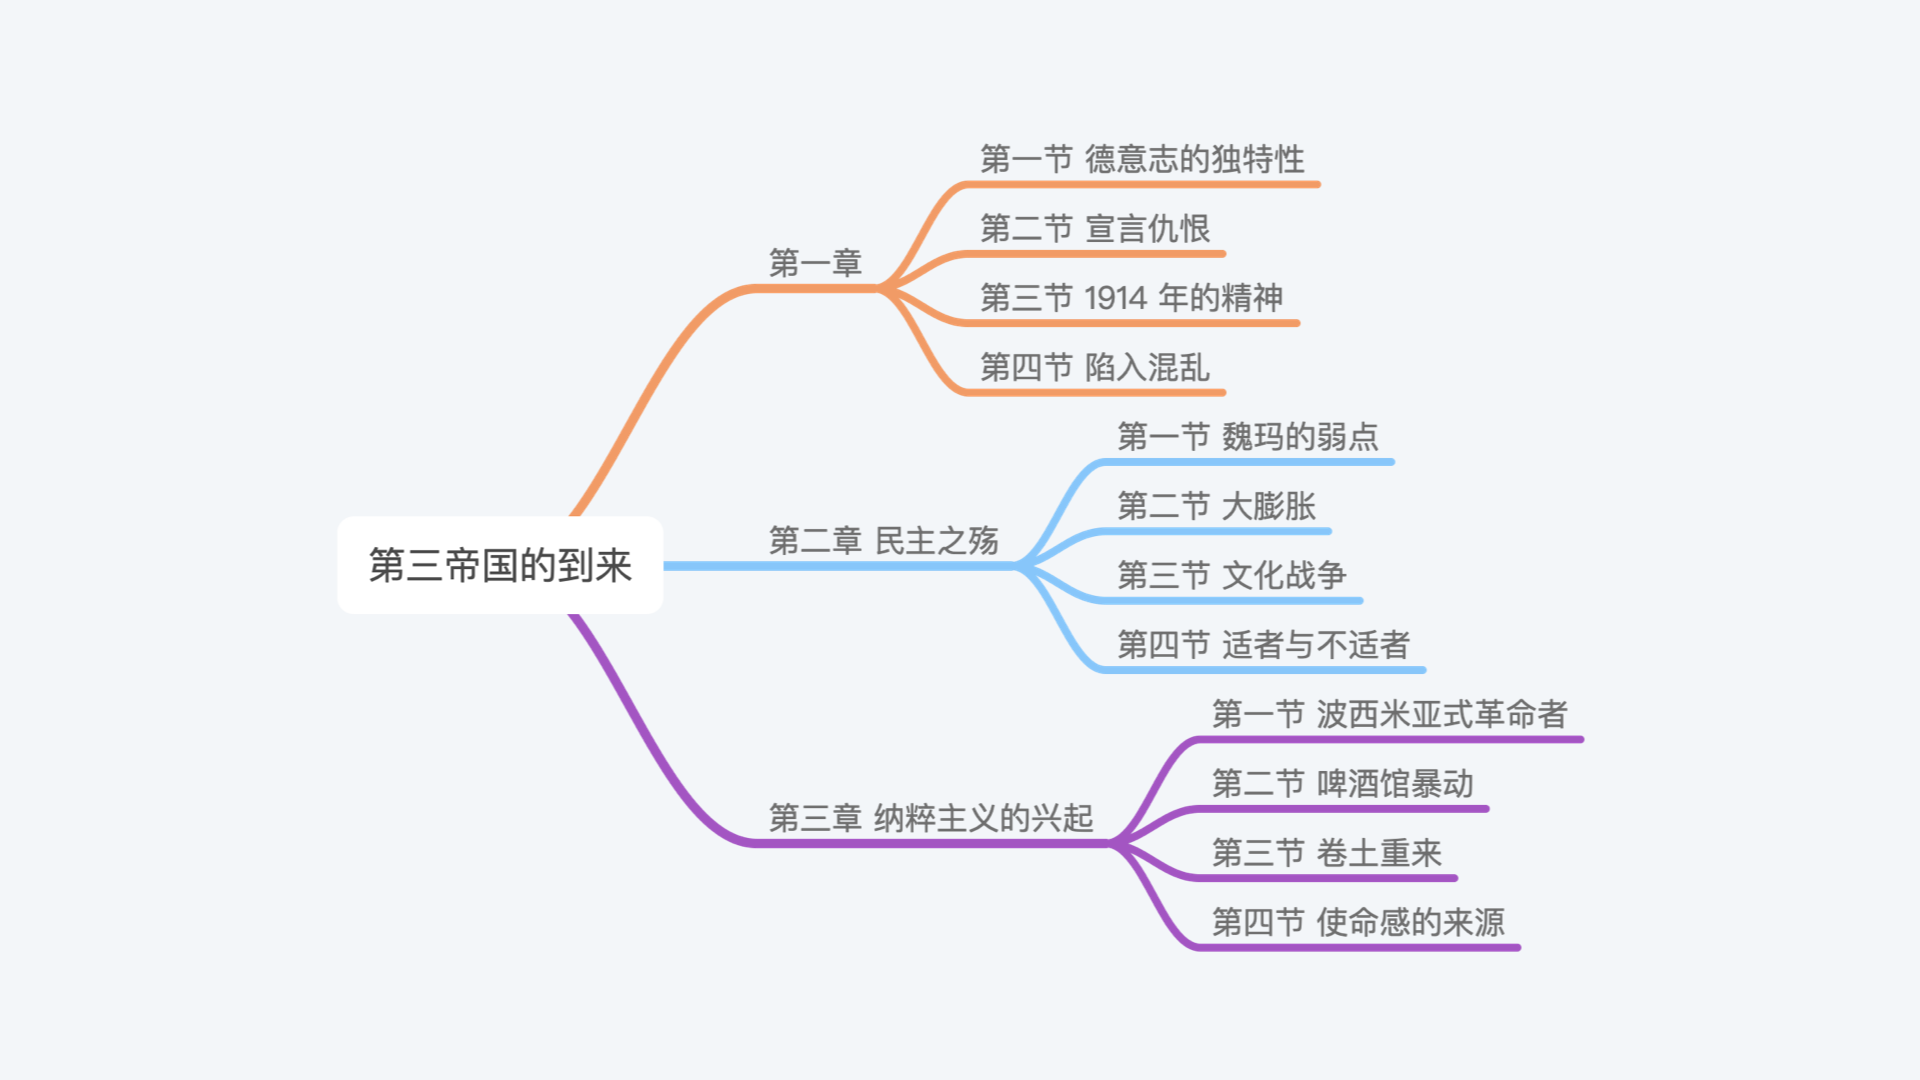 第三帝国的到来
第一章
第一节 德意志的独特性
第二节 宣言仇恨
第三节 1914 年的精神
第四节 陷入混乱
第二章 民主之殇
第一节 魏玛的弱点
第二节 大膨胀
第三节 文化战争
第四节 适者与不适者
第三章 纳粹主义的兴起
第一节 波西米亚式革命者
第二节 啤酒馆暴动
第三节 卷土重来
第四节 使命感的来源